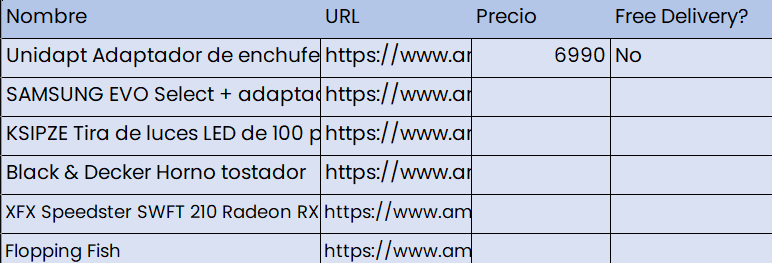 Nombre URL Precio Free Delivery?
Unidapt Adaptador de enchufe https://www.ar 6990 No
SAMSUNG EVO Select + adaptac https://www.ar
KSIPZE Tira de luces LED de 100 p https://www.ar
Black & Decker Horno tostador https://www.ar
XFX Speedster SWFT 210 Radeon RX https://www.am
Flopping Fish https://www.am